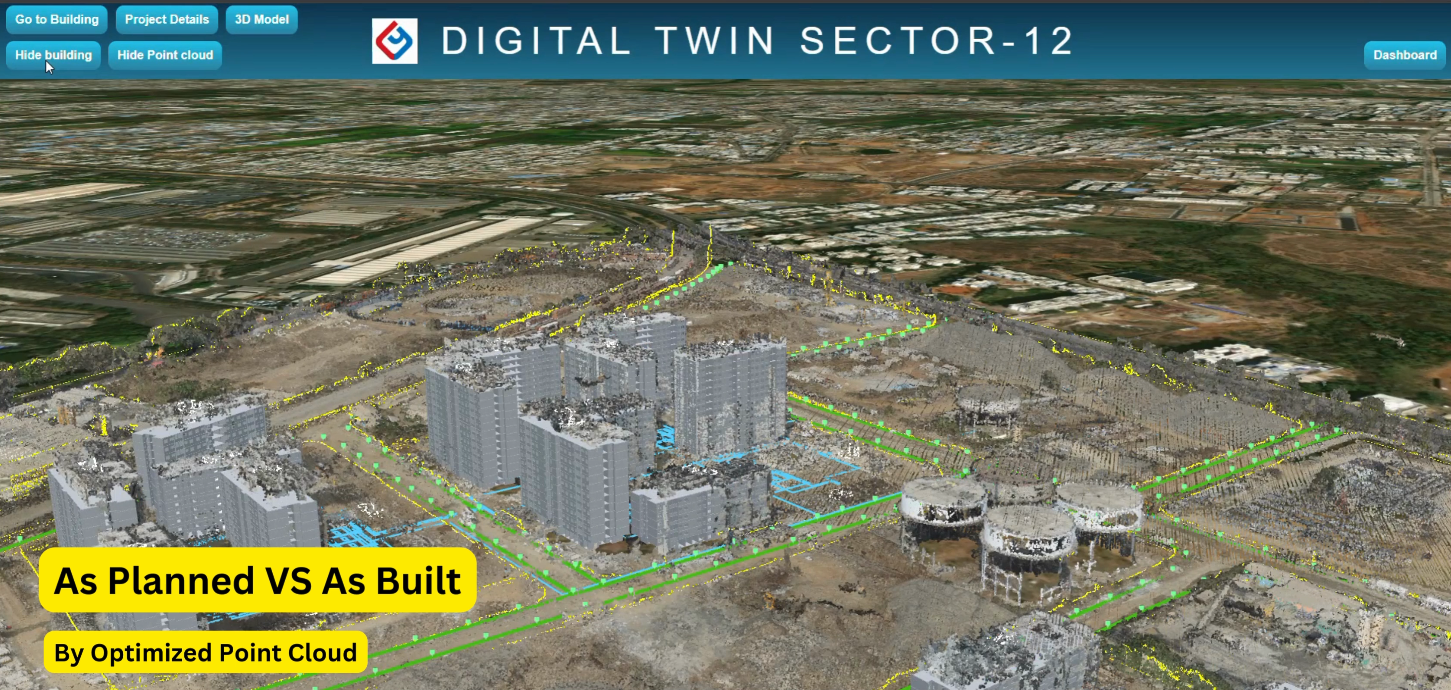 Go to Building
Project Details
3D Model
Hide building
Hide Point cloud
DIGITAL TWIN SECTOR-12
Dashboard
As Planned VS As Built
By Optimized Point Cloud